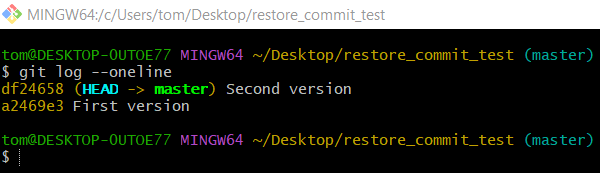 MINGW64:/c/Users/tom/Desktop/restore_commit_test
tom@DESKTOP-OUTOE77 MINGW64 ~/Desktop/restore_commit_test (master)
$ git log --oneline
df24658 (HEAD -> master) Second version
a2469e3 First version
tom@DESKTOP-OUTOE77 MINGW64 ~/Desktop/restore_commit_test (master)
$